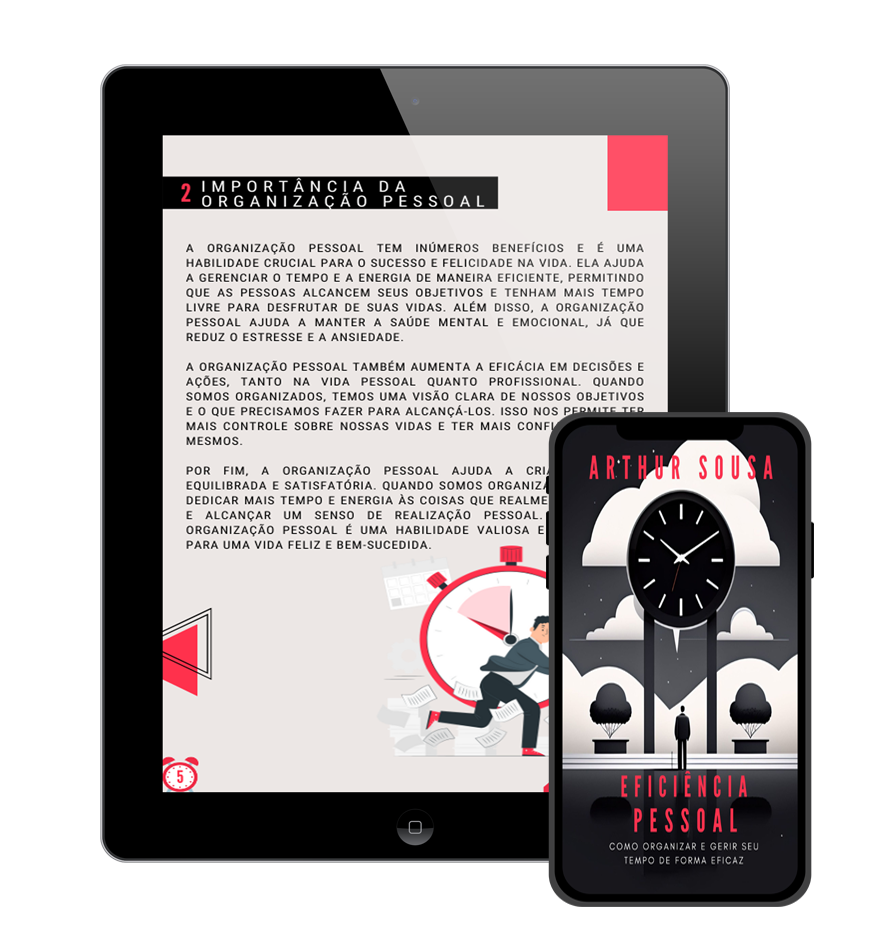 2 IMPORTÂNCIA DA
ORGANIZAÇÃO PESSOAL
A ORGANIZAÇÃO PESSOAL TEM INÚMEROS BENEFÍCIOS E É UMA
HABILIDADE CRUCIAL PARA O SUCESSO E FELICIDADE NA VIDA. ELA AJUDA
A GERENCIAR O TEMPO E A ENERGIA DE MANEIRA EFICIENTE, PERMITINDO
QUE AS PESSOAS ALCANCEM SEUS OBJETIVOS E TENHAM MAIS TEMPO
LIVRE PARA DESFRUTAR DE SUAS VIDAS. ALÉM DISSO, A ORGANIZAÇÃO
PESSOAL AJUDA A MANTER A SAÚDE MENTAL E EMOCIONAL, JÁ QUE
REDUZ O ESTRESSE E A ANSIEDADE.
A ORGANIZAÇÃO PESSOAL TAMBÉM AUMENTA A EFICÁCIA EM DECISÕES E
AÇÕES, TANTO NA VIDA PESSOAL QUANTO PROFISSIONAL. QUANDO
SOMOS ORGANIZADOS, TEMOS UMA VISÃO CLARA DE NOSSOS OBJETIVOS
E O QUE PRECISAMOS FAZER PARA ALCANÇÁ-LOS. ISSO NOS PERMITE TER
MAIS CONTROLE SOBRE NOSSAS VIDAS E TER MAIS
MESMOS.
POR FIM, A ORGANIZAÇÃO PESSOAL AJUDA A
EQUILIBRADA E SATISFATÓRIA. QUANDO SOMOS
DEDICAR MAIS TEMPO E ENERGIA ÀS COISAS QUE
E ALCANÇAR UM SENSO DE REALIZAÇÃO PESSOAL.
ORGANIZAÇÃO PESSOAL É UMA HABILIDADE VALIOSA E
PARA UMA VIDA FELIZ E BEM-SUCEDIDA.
5
ARTHUR SOUSA
EFICIÊNCIA
PESSOAL
COMO ORGANIZAR E GERIR SEU
TEMPO DE FORMA EFICAZ